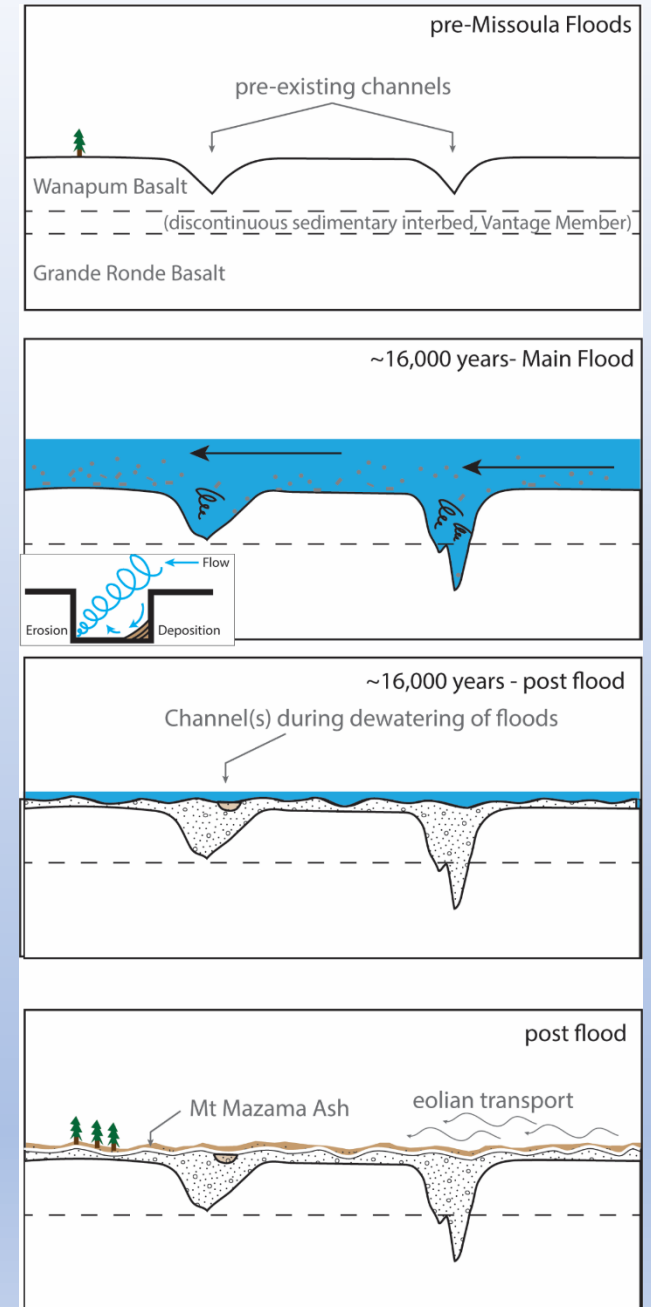 pre-Missoula Floods
pre-existing channels
Wanapum Basalt
(discontinuous sedimentary interbed, Vantage Member)
Grande Ronde Basalt
~16,000 years- Main Flood
Flow
Erosion
Deposition
~16,000 years - post flood
Channel(s) during dewatering of floods
post flood
Mt Mazama Ash
eolian transport